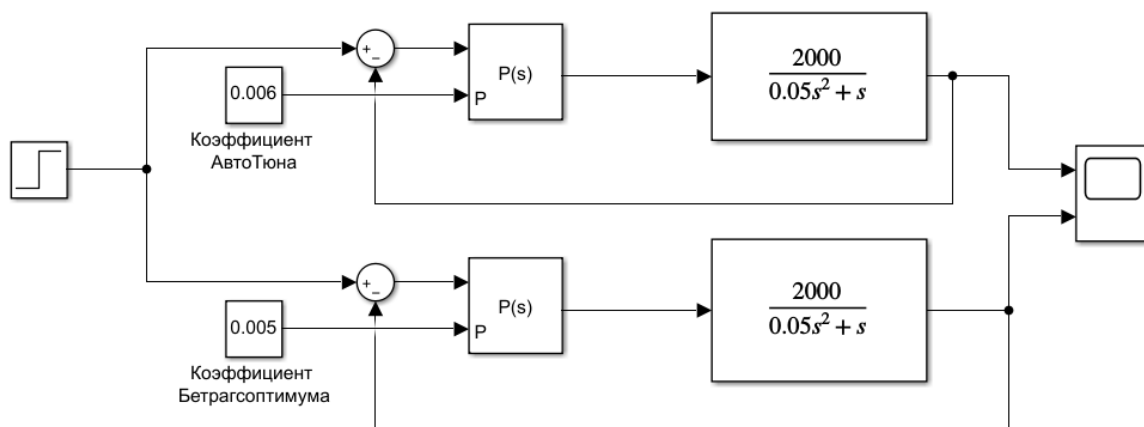 +
−
P(s)
P
0.006
Коэффициент
АвтоТюна
2000
0.05s² + s
+
−
P(s)
P
0.005
Коэффициент
Бетрагсоптимума
2000
0.05s² + s